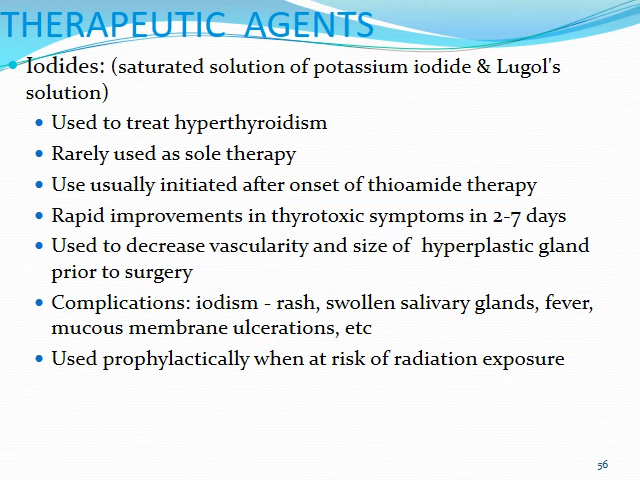 THERAPEUTIC AGENTS
• Iodides: (saturated solution of potassium iodide & Lugol's
solution)
• Used to treat hyperthyroidism
• Rarely used as sole therapy
• Use usually initiated after onset of thioamide therapy
• Rapid improvements in thyrotoxic symptoms in 2-7 days
• Used to decrease vascularity and size of hyperplastic gland
prior to surgery
• Complications: iodism - rash, swollen salivary glands, fever,
mucous membrane ulcerations, etc
• Used prophylactically when at risk of radiation exposure
56